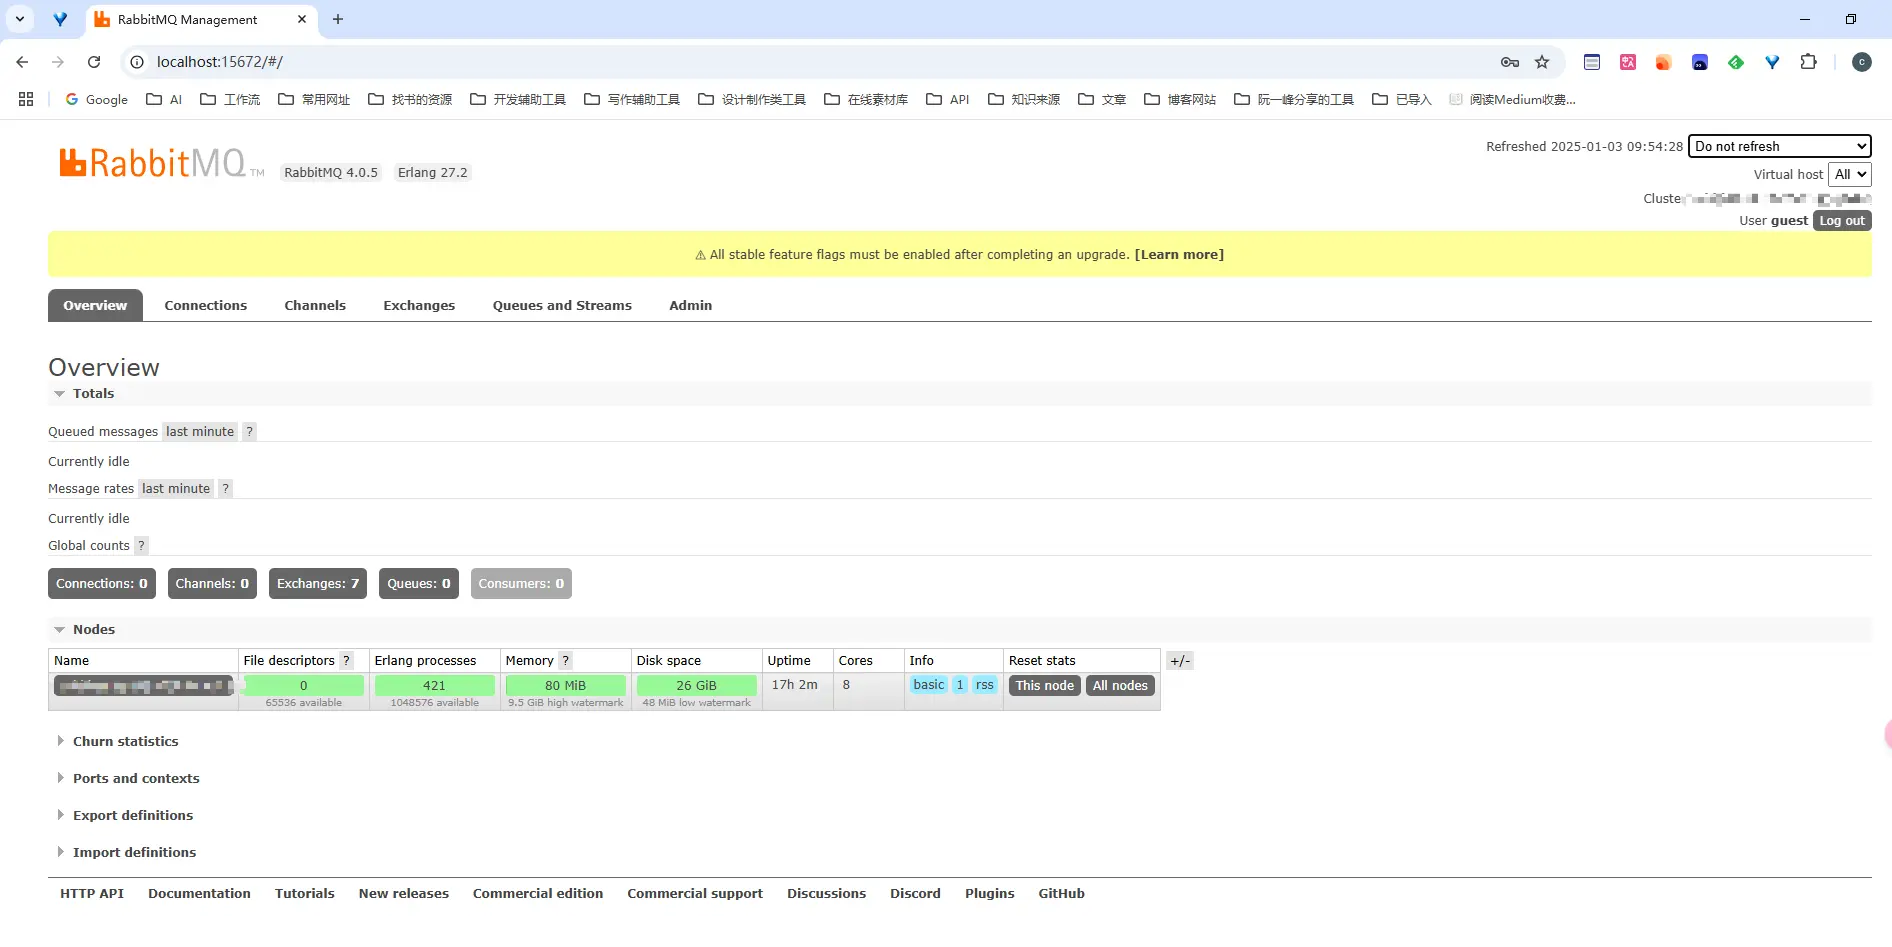 RabbitMQ Management
localhost:15672/#/
Google AI 工作流 常用网址 找书的资源 开发辅助工具 写作辅助工具 设计制作类工具 在线素材库 API 知识来源 文章 博客网站 阮一峰分享的工具 已导入 阅读Medium收费...
C
RabbitMQ TM RabbitMQ 4.0.5 Erlang 27.2
Refreshed 2025-01-03 09:54:28 Do not refresh
Virtual host All
Cluste
User guest Log out
⚠ All stable feature flags must be enabled after completing an upgrade. [Learn more]
Overview Connections Channels Exchanges Queues and Streams Admin
Overview
Totals
Queued messages last minute ?
Currently idle
Message rates last minute ?
Currently idle
Global counts ?
Connections: 0 Channels: 0 Exchanges: 7 Queues: 0 Consumers: 0
Nodes
Name File descriptors ? Erlang processes Memory ? Disk space Uptime Cores Info Reset stats +/-
0 421 80 MiB 26 GiB 17h 2m 8 basic 1 rss This node All nodes
65536 available 1048576 available 9.5 GiB high watermark 48 MiB low watermark
Churn statistics
Ports and contexts
Export definitions
Import definitions
HTTP API Documentation Tutorials New releases Commercial edition Commercial support Discussions Discord Plugins GitHub